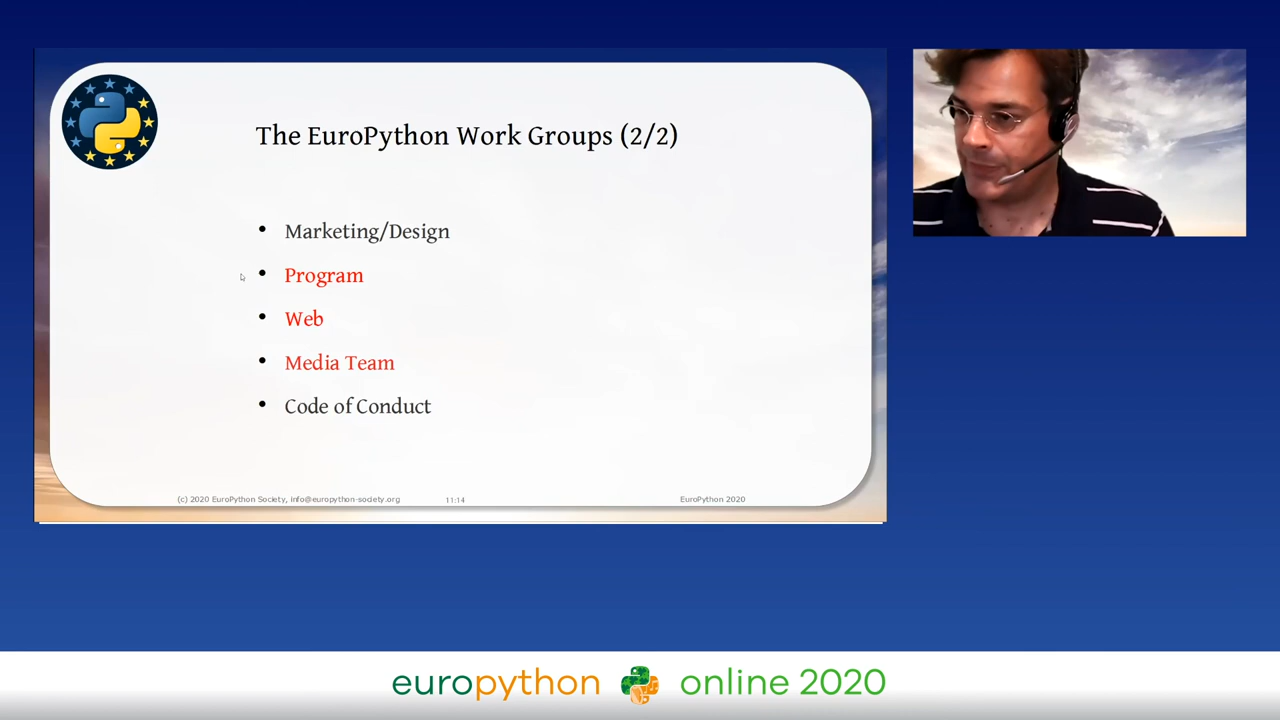 The EuroPython Work Groups (2/2)
• Marketing/Design
• Program
• Web
• Media Team
• Code of Conduct
(c) 2020 EuroPython Society, info@europython-society.org 11:14 EuroPython 2020
europython online 2020